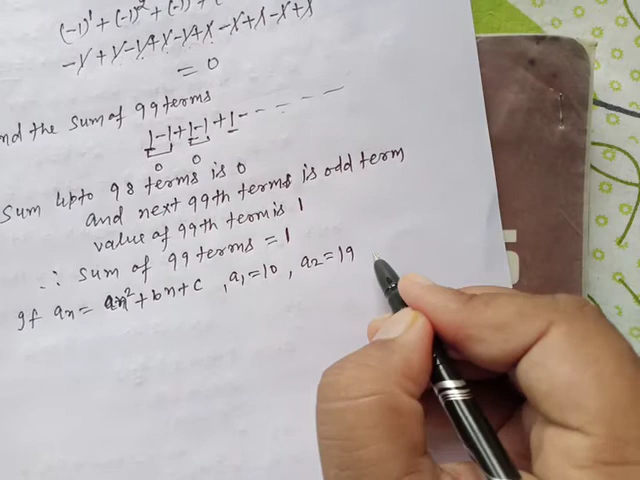 (-1)¹ + (-1)² + (-1)
-1 + 1 - 1 + 1 - 1 + 1 - 1 + 1 - 1 + 1
= 0
nd the sum of 99 terms
1-1+1-1+1- - - - - -
0 0
Sum upto 98 terms is 0
and next 99th terms is odd term
value of 99th term is 1
∴ sum of 99 terms = 1
gf an = an² + bn + c , a1 = 10 , a2 = 19